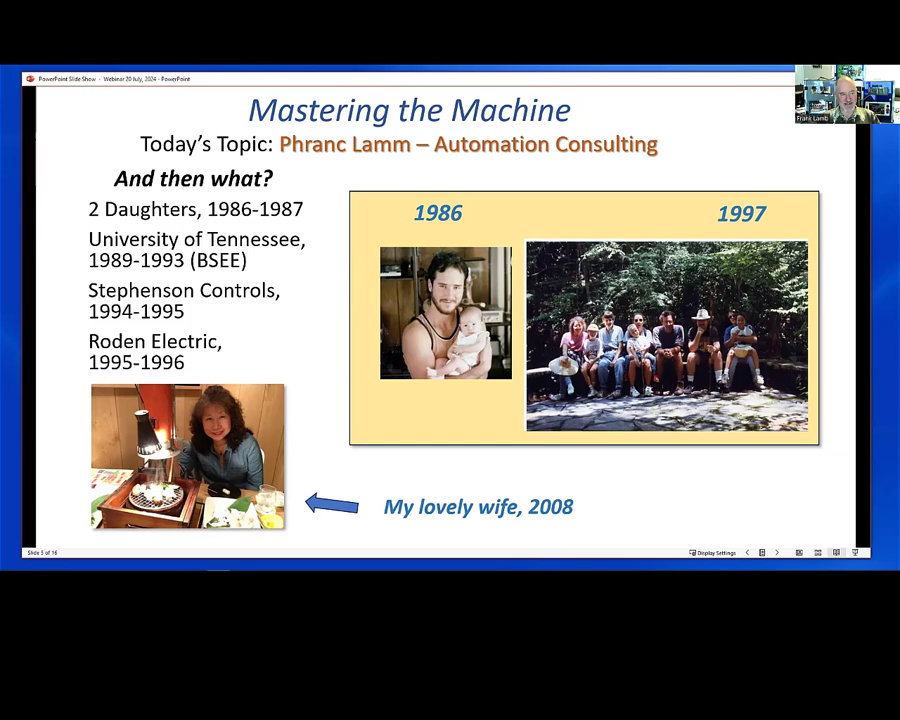 PowerPoint Slide Show - Webinar 20 July, 2024 - PowerPoint
Frank Lamb
Mastering the Machine
Today's Topic: Phranc Lamm – Automation Consulting
And then what?
2 Daughters, 1986-1987
University of Tennessee,
1989-1993 (BSEE)
Stephenson Controls,
1994-1995
Roden Electric,
1995-1996
1986
1997
My lovely wife, 2008
Slide 5 of 16
Display Settings